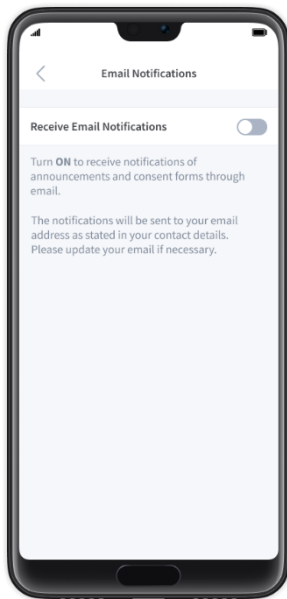 Email Notifications
Receive Email Notifications
Turn ON to receive notifications of
announcements and consent forms through
email.
The notifications will be sent to your email
address as stated in your contact details.
Please update your email if necessary.